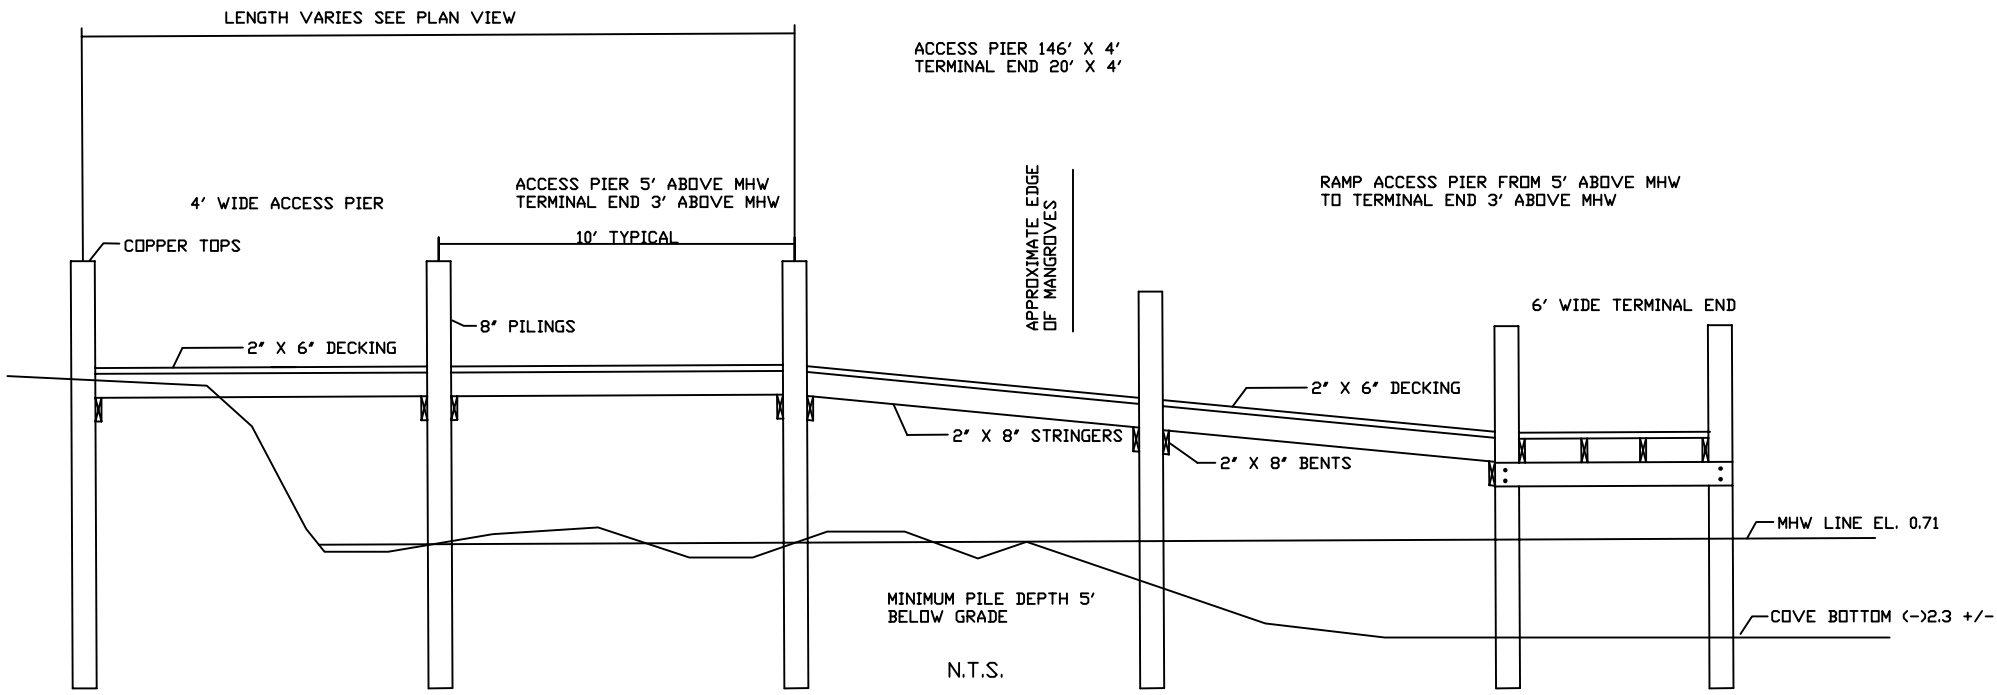 LENGTH VARIES SEE PLAN VIEW
ACCESS PIER 146' X 4'
TERMINAL END 20' X 4'
4' WIDE ACCESS PIER
ACCESS PIER 5' ABOVE MHW
TERMINAL END 3' ABOVE MHW
RAMP ACCESS PIER FROM 5' ABOVE MHW
TO TERMINAL END 3' ABOVE MHW
APPROXIMATE EDGE
OF MANGROVES
COPPER TOPS
10' TYPICAL
6' WIDE TERMINAL END
8" PILINGS
2" X 6" DECKING
2" X 6" DECKING
2" X 8" STRINGERS
2" X 8" BENTS
MHW LINE EL. 0.71
MINIMUM PILE DEPTH 5'
BELOW GRADE
COVE BOTTOM (-)2.3 +/-
N.T.S.